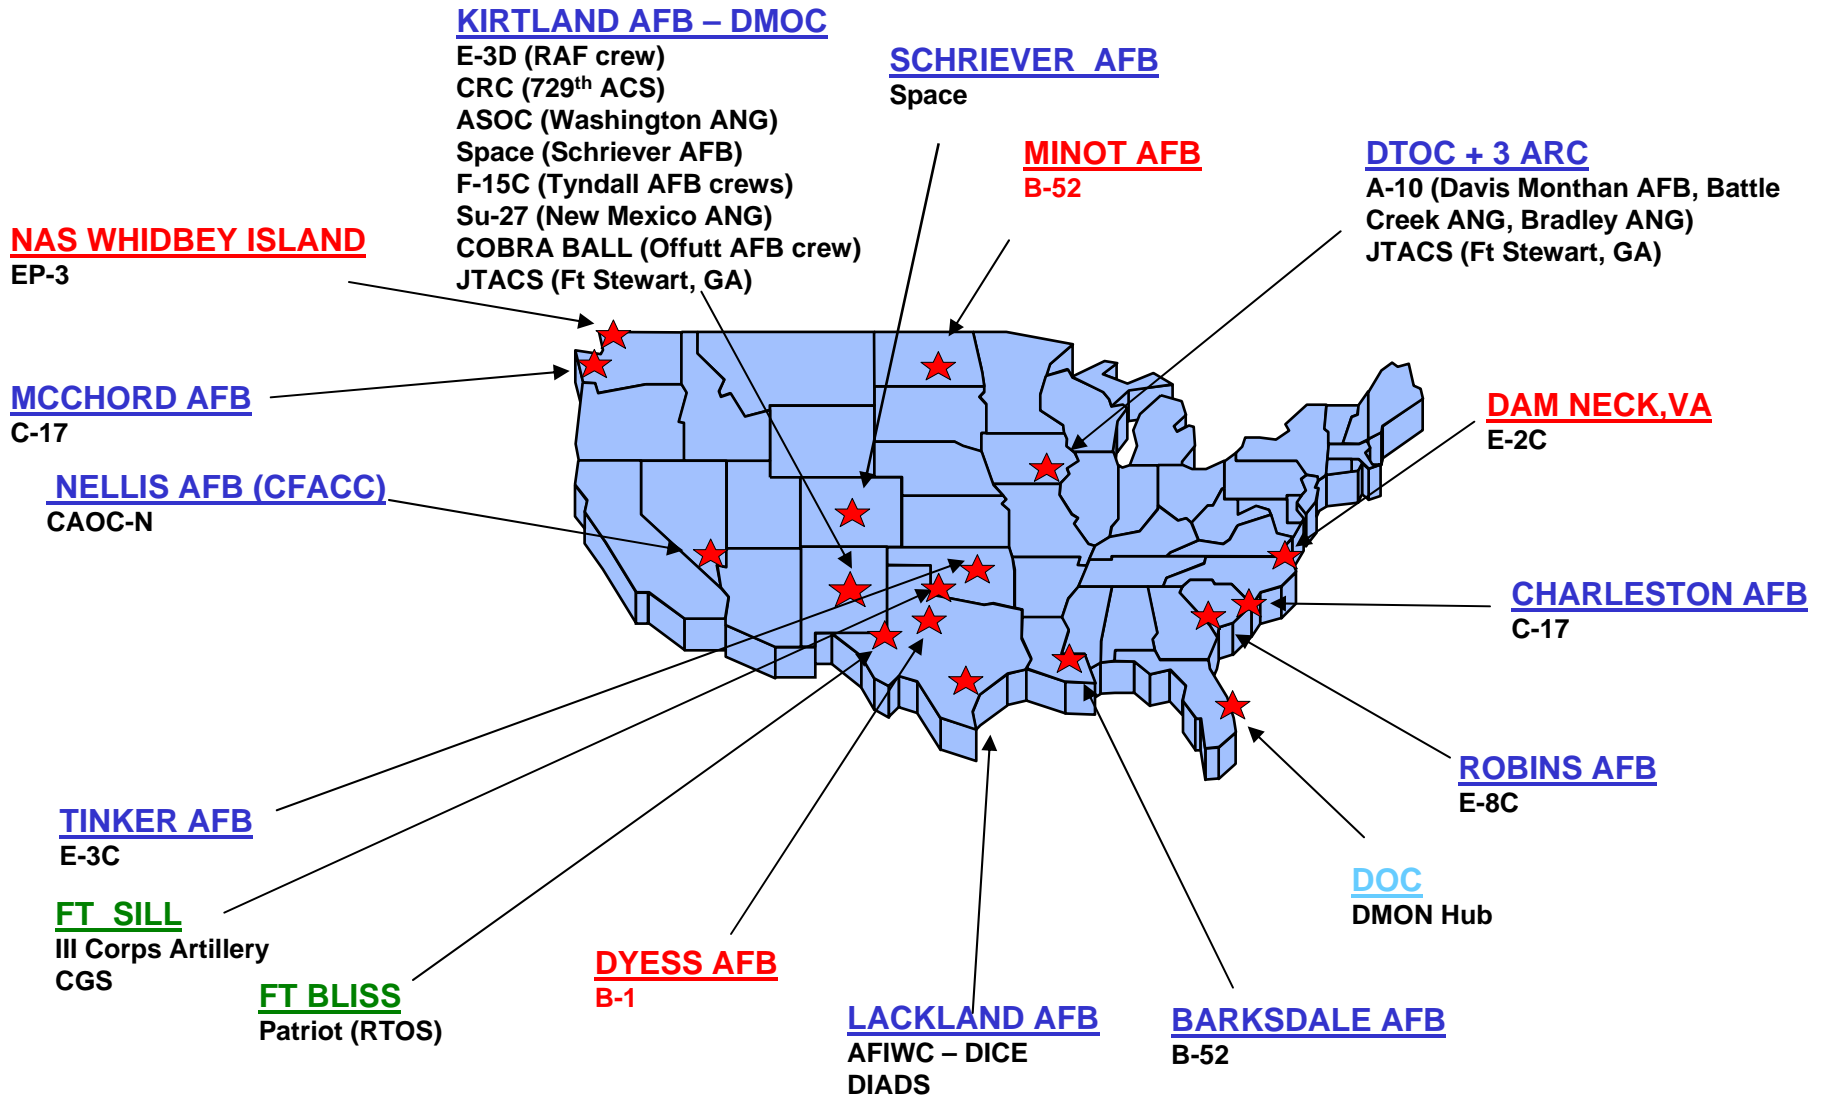 KIRTLAND AFB – DMOC
E-3D (RAF crew)
CRC (729th ACS)
ASOC (Washington ANG)
Space (Schriever AFB)
F-15C (Tyndall AFB crews)
Su-27 (New Mexico ANG)
COBRA BALL (Offutt AFB crew)
JTACS (Ft Stewart, GA)
SCHRIEVER AFB
Space
MINOT AFB
B-52
DTOC + 3 ARC
A-10 (Davis Monthan AFB, Battle
Creek ANG, Bradley ANG)
JTACS (Ft Stewart, GA)
NAS WHIDBEY ISLAND
EP-3
MCCHORD AFB
C-17
NELLIS AFB (CFACC)
CAOC-N
DAM NECK,VA
E-2C
CHARLESTON AFB
C-17
ROBINS AFB
E-8C
TINKER AFB
E-3C
DOC
DMON Hub
FT SILL
III Corps Artillery
CGS
FT BLISS
Patriot (RTOS)
DYESS AFB
B-1
LACKLAND AFB
AFIWC – DICE
DIADS
BARKSDALE AFB
B-52